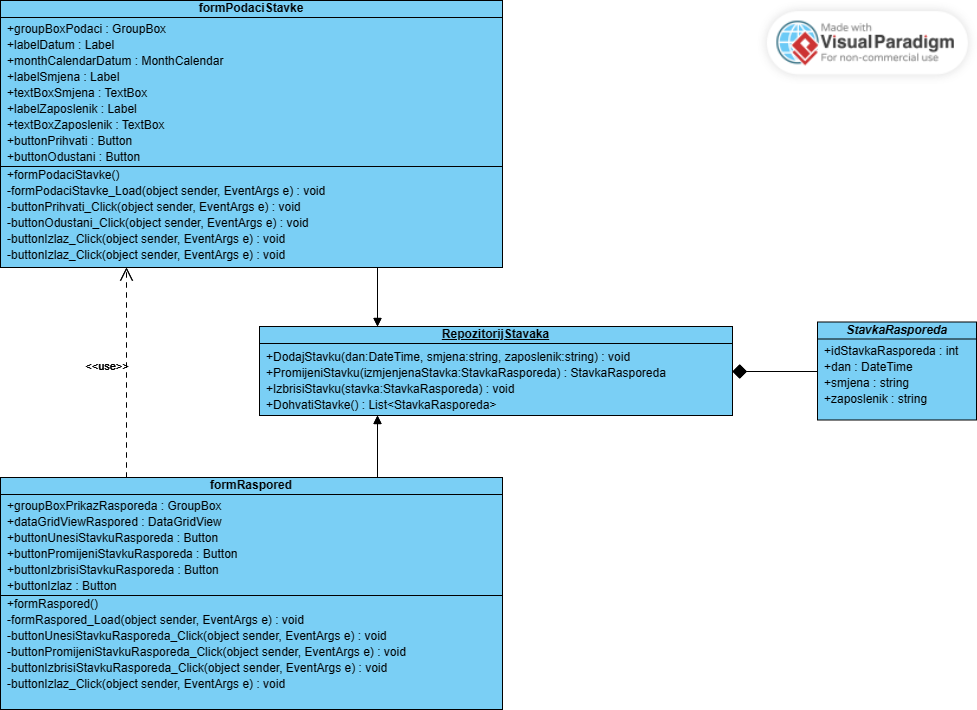 formPodaciStavke
+groupBoxPodaci : GroupBox
+labelDatum : Label
+monthCalendarDatum : MonthCalendar
+labelSmjena : Label
+textBoxSmjena : TextBox
+labelZaposlenik : Label
+textBoxZaposlenik : TextBox
+buttonPrihvati : Button
+buttonOdustani : Button
+formPodaciStavke()
-formPodaciStavke_Load(object sender, EventArgs e) : void
-buttonPrihvati_Click(object sender, EventArgs e) : void
-buttonOdustani_Click(object sender, EventArgs e) : void
-buttonIzlaz_Click(object sender, EventArgs e) : void
-buttonIzlaz_Click(object sender, EventArgs e) : void
Made with
VisualParadigm
For non-commercial use
<<use>>
RepozitorijStavaka
+DodajStavku(dan:DateTime, smjena:string, zaposlenik:string) : void
+PromijeniStavku(izmjenjenaStavka:StavkaRasporeda) : StavkaRasporeda
+IzbrisiStavku(stavka:StavkaRasporeda) : void
+DohvatiStavke() : List<StavkaRasporeda>
StavkaRasporeda
+idStavkaRasporeda : int
+dan : DateTime
+smjena : string
+zaposlenik : string
formRaspored
+groupBoxPrikazRasporeda : GroupBox
+dataGridViewRaspored : DataGridView
+buttonUnesiStavkuRasporeda : Button
+buttonPromijeniStavkuRasporeda : Button
+buttonIzbrisiStavkuRasporeda : Button
+buttonIzlaz : Button
+formRaspored()
-formRaspored_Load(object sender, EventArgs e) : void
-buttonUnesiStavkuRasporeda_Click(object sender, EventArgs e) : void
-buttonPromijeniStavkuRasporeda_Click(object sender, EventArgs e) : void
-buttonIzbrisiStavkuRasporeda_Click(object sender, EventArgs e) : void
-buttonIzlaz_Click(object sender, EventArgs e) : void